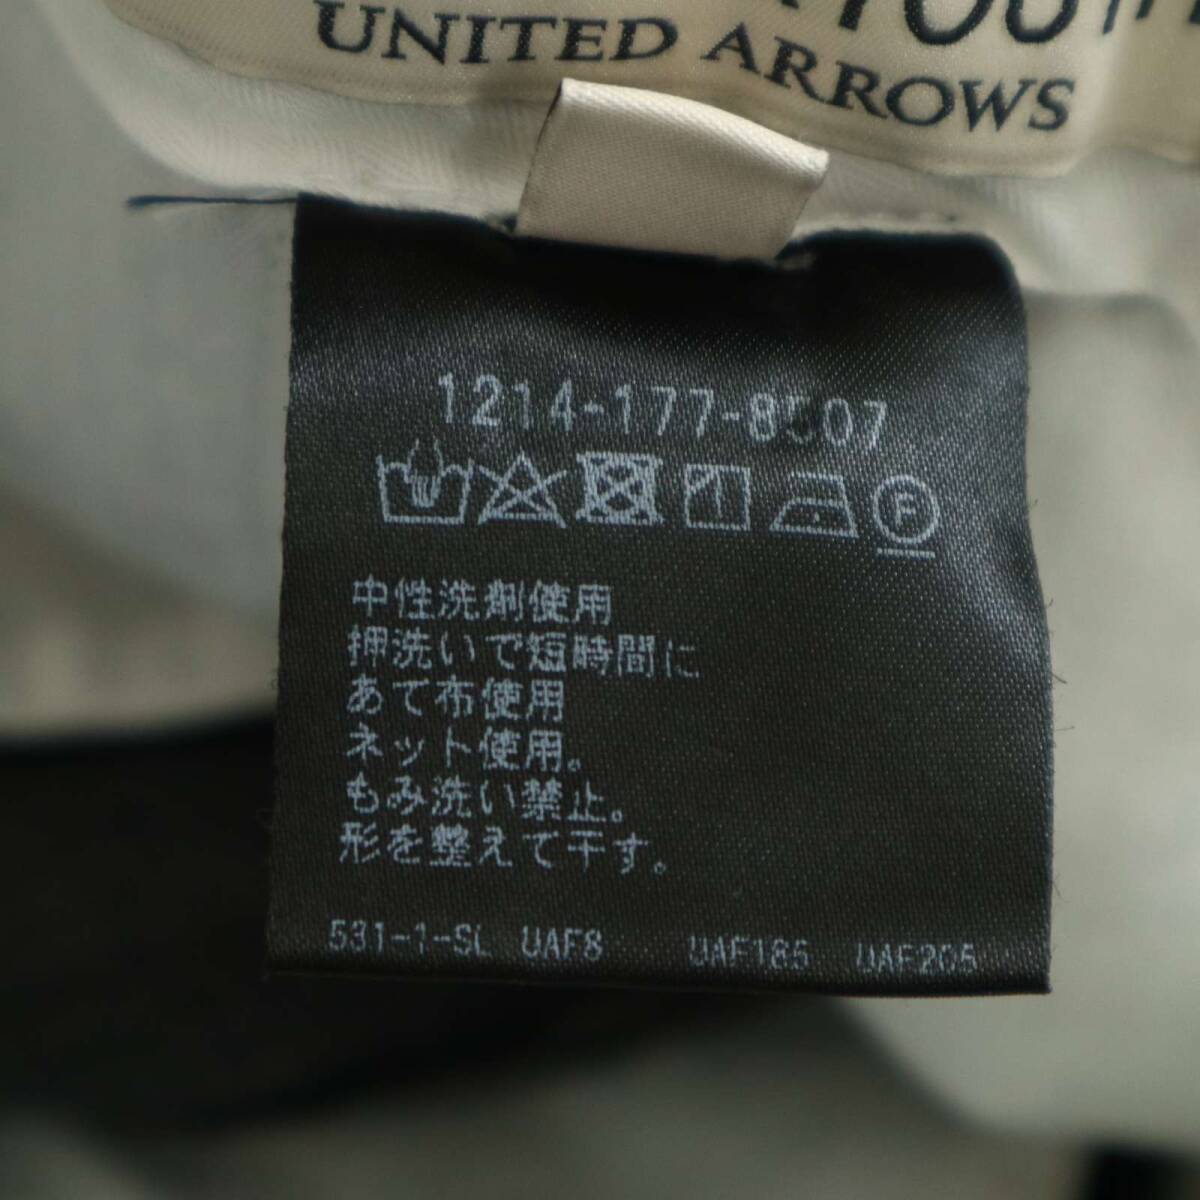 UNITED ARROWS
1214-177-8507
F
中性洗剤使用
押洗いで短時間に
あて布使用
ネット使用。
もみ洗い禁止。
形を整えて干す。
531-1-SL UAF8 UAF185 UAF205